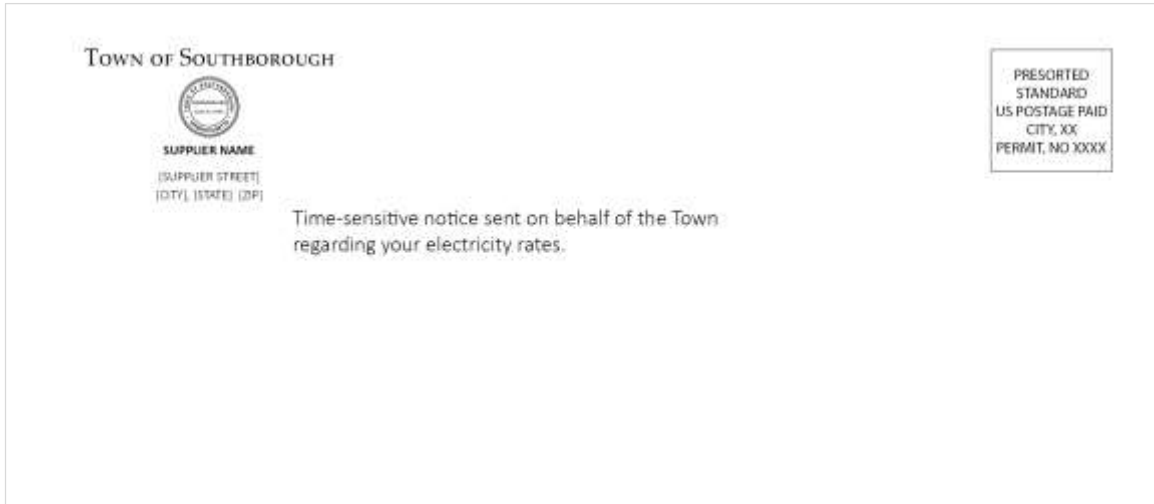 TOWN OF SOUTHBOROUGH
SUPPLIER NAME
[SUPPLIER STREET]
[CITY], [STATE] [ZIP]
PRESORTED
STANDARD
US POSTAGE PAID
CITY, XX
PERMIT, NO XXXX
Time-sensitive notice sent on behalf of the Town
regarding your electricity rates.